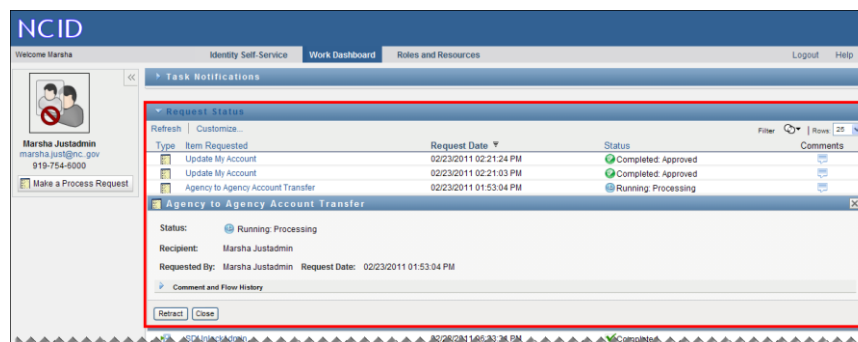 NCID
Welcome Marsha Identity Self-Service Work Dashboard Roles and Resources Logout Help
Task Notifications
Marsha Justadmin
marsha.just@nc..gov
919-754-6000
Make a Process Request
Request Status
Refresh Customize... Filter Rows: 25
Type Item Requested Request Date Status Comments
Update My Account 02/23/2011 02:21:24 PM Completed: Approved
Update My Account 02/23/2011 02:21:03 PM Completed: Approved
Agency to Agency Account Transfer 02/23/2011 01:53:04 PM Running: Processing
Agency to Agency Account Transfer
Status: Running: Processing
Recipient: Marsha Justadmin
Requested By: Marsha Justadmin Request Date: 02/23/2011 01:53:04 PM
Comment and Flow History
Retract Close